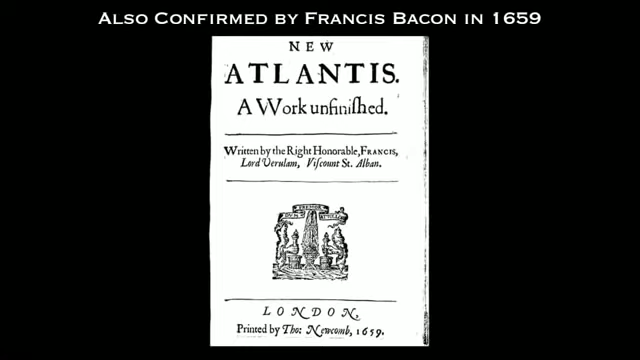 Also Confirmed by Francis Bacon in 1659
NEW
ATLANTIS.
A Work unfiniſhed.
Written by the Right Honorable, FRANCIS,
Lord Verulam, Viſcount St. Alban.
LONDON,
Printed by Tho: Newcomb, 1659.